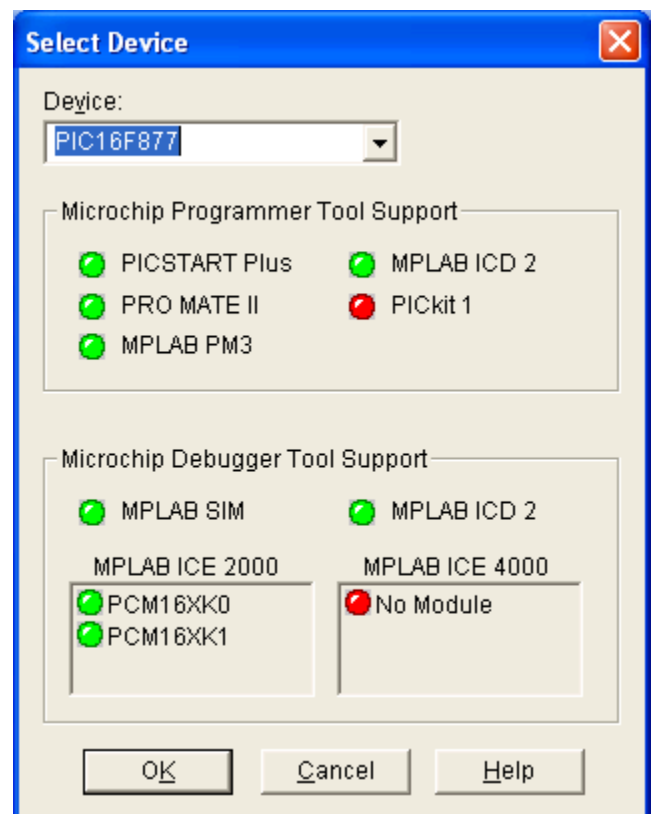 Select Device
Device:
PIC16F877
Microchip Programmer Tool Support
PICSTART Plus
MPLAB ICD 2
PRO MATE II
PICkit 1
MPLAB PM3
Microchip Debugger Tool Support
MPLAB SIM
MPLAB ICD 2
MPLAB ICE 2000
MPLAB ICE 4000
PCM16XK0
No Module
PCM16XK1
OK
Cancel
Help